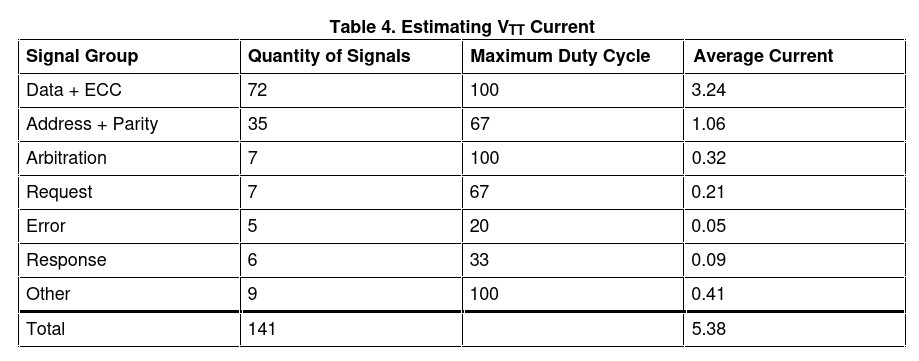 Table 4. Estimating VTT Current
Signal Group Quantity of Signals Maximum Duty Cycle Average Current
Data + ECC 72 100 3.24
Address + Parity 35 67 1.06
Arbitration 7 100 0.32
Request 7 67 0.21
Error 5 20 0.05
Response 6 33 0.09
Other 9 100 0.41
Total 141 5.38